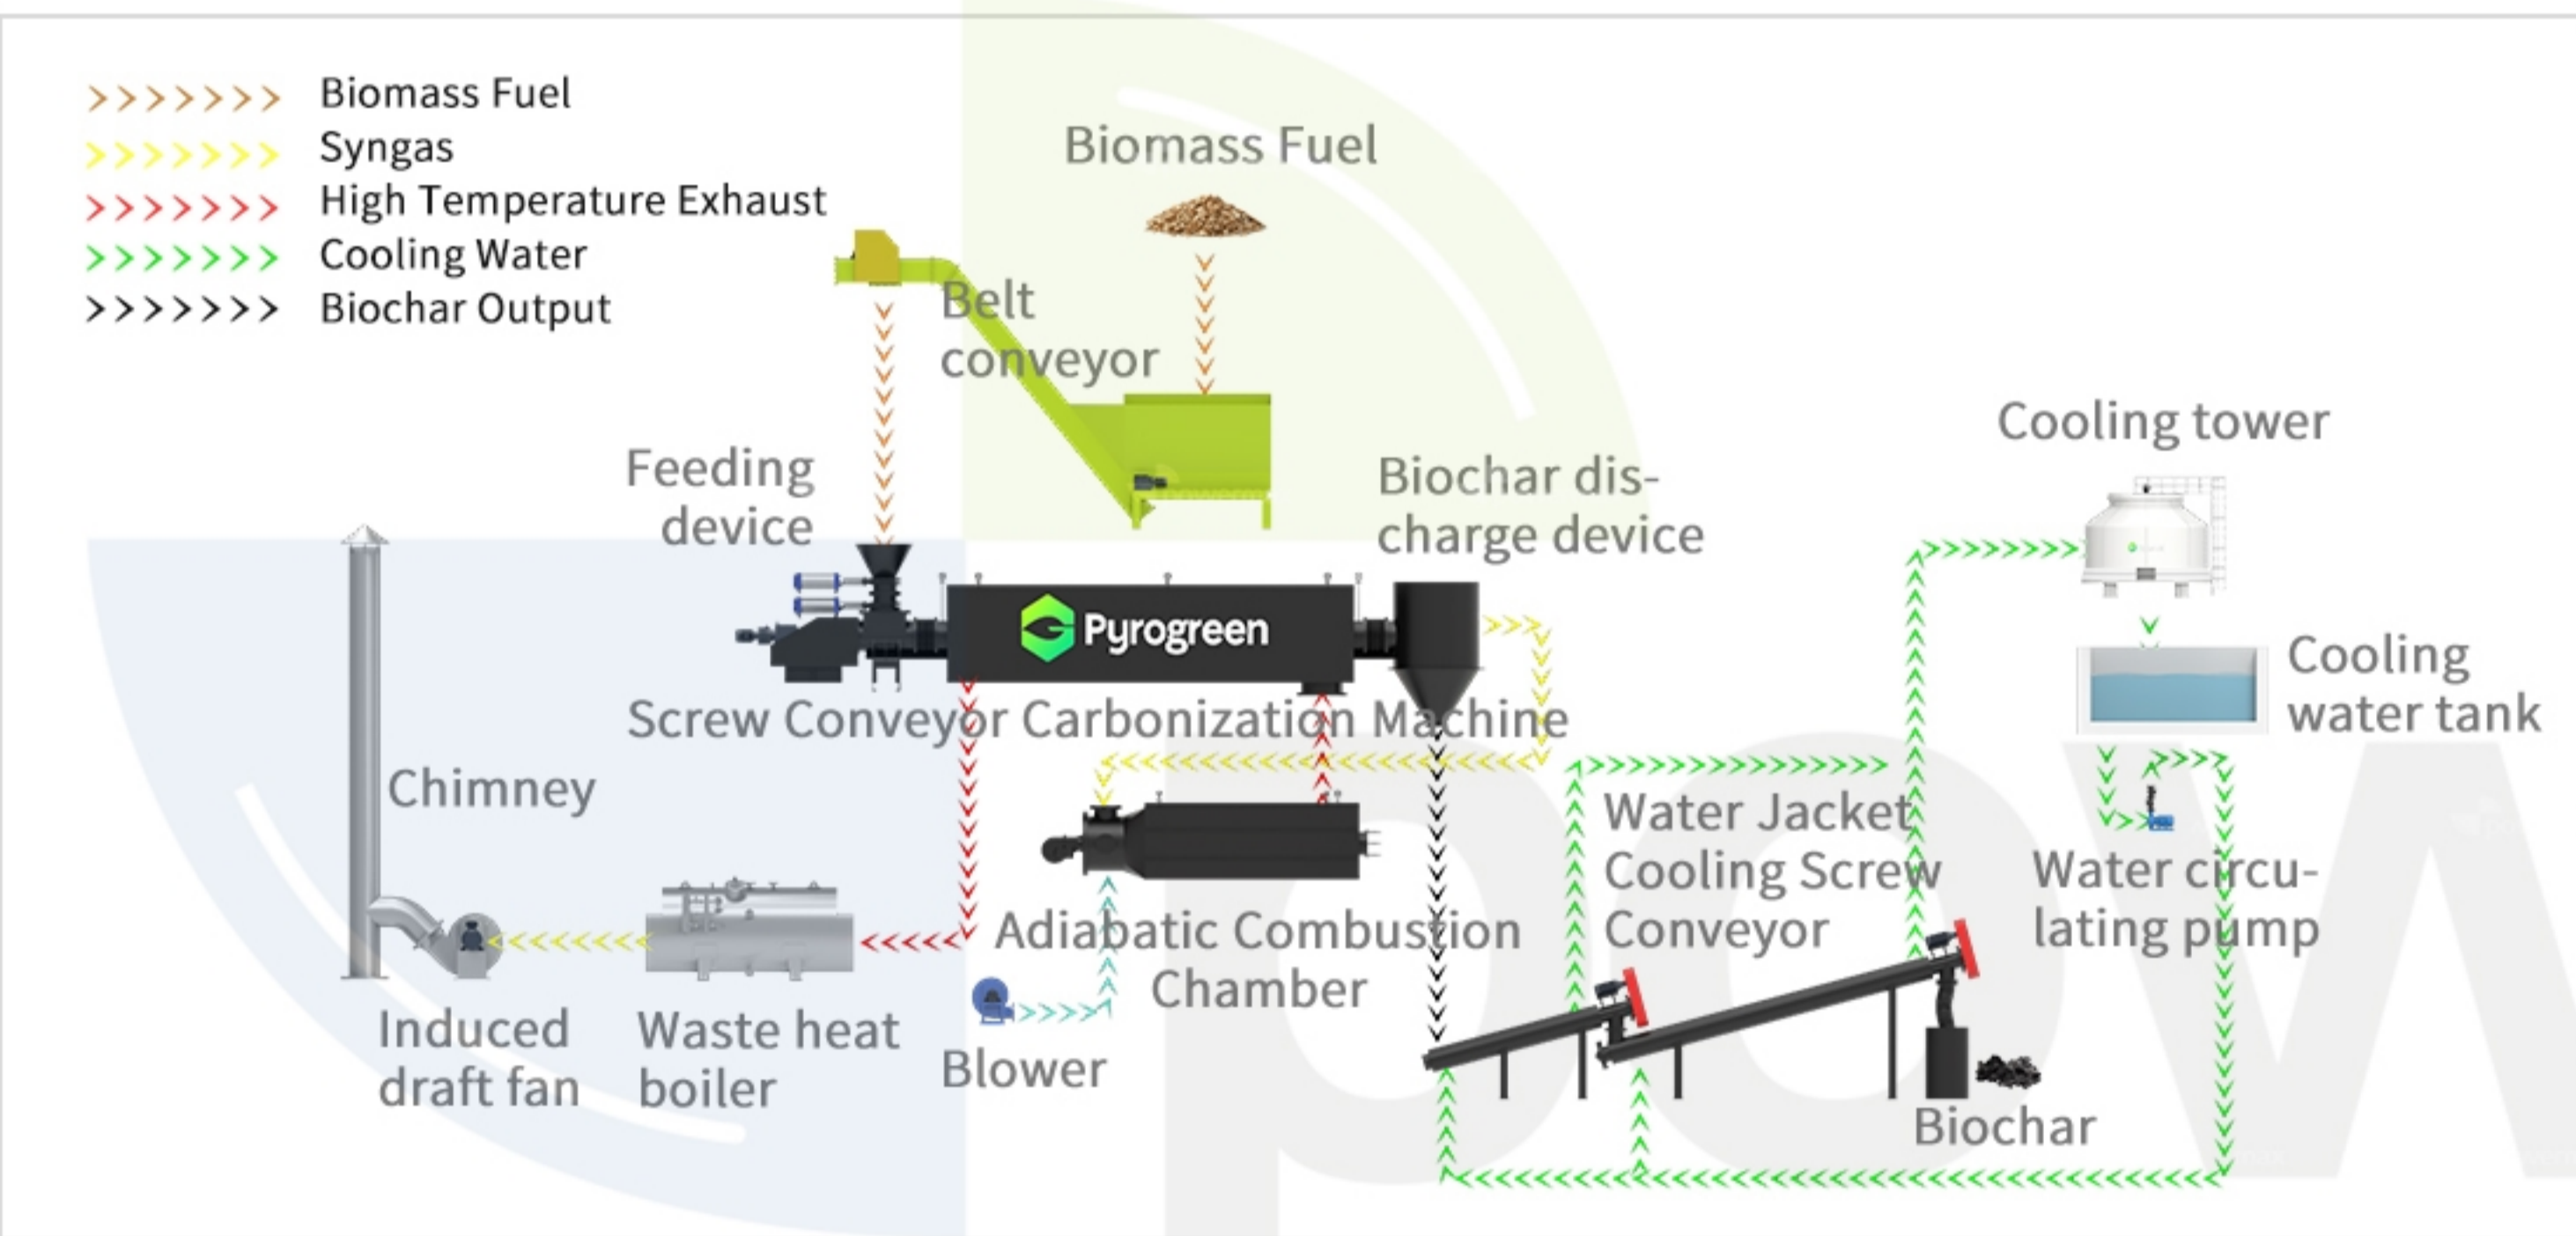 Biomass Fuel
Syngas
High Temperature Exhaust
Cooling Water
Biochar Output
Biomass Fuel
Belt
conveyor
Feeding
device
Biochar dis-
charge device
Cooling tower
Pyrogreen
Cooling
water tank
Screw Conveyor Carbonization Machine
Chimney
Water Jacket
Cooling Screw
Conveyor
Water circu-
lating pump
Adiabatic Combustion
Chamber
Induced
draft fan
Waste heat
boiler
Blower
Biochar
pow